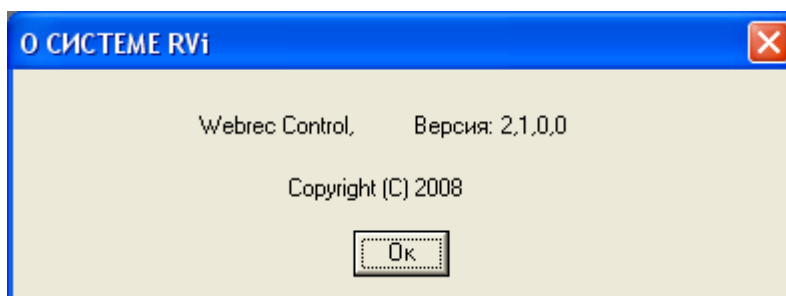 О СИСТЕМЕ RVi
Webrec Control, Версия: 2,1,0,0
Copyright (C) 2008
Ок